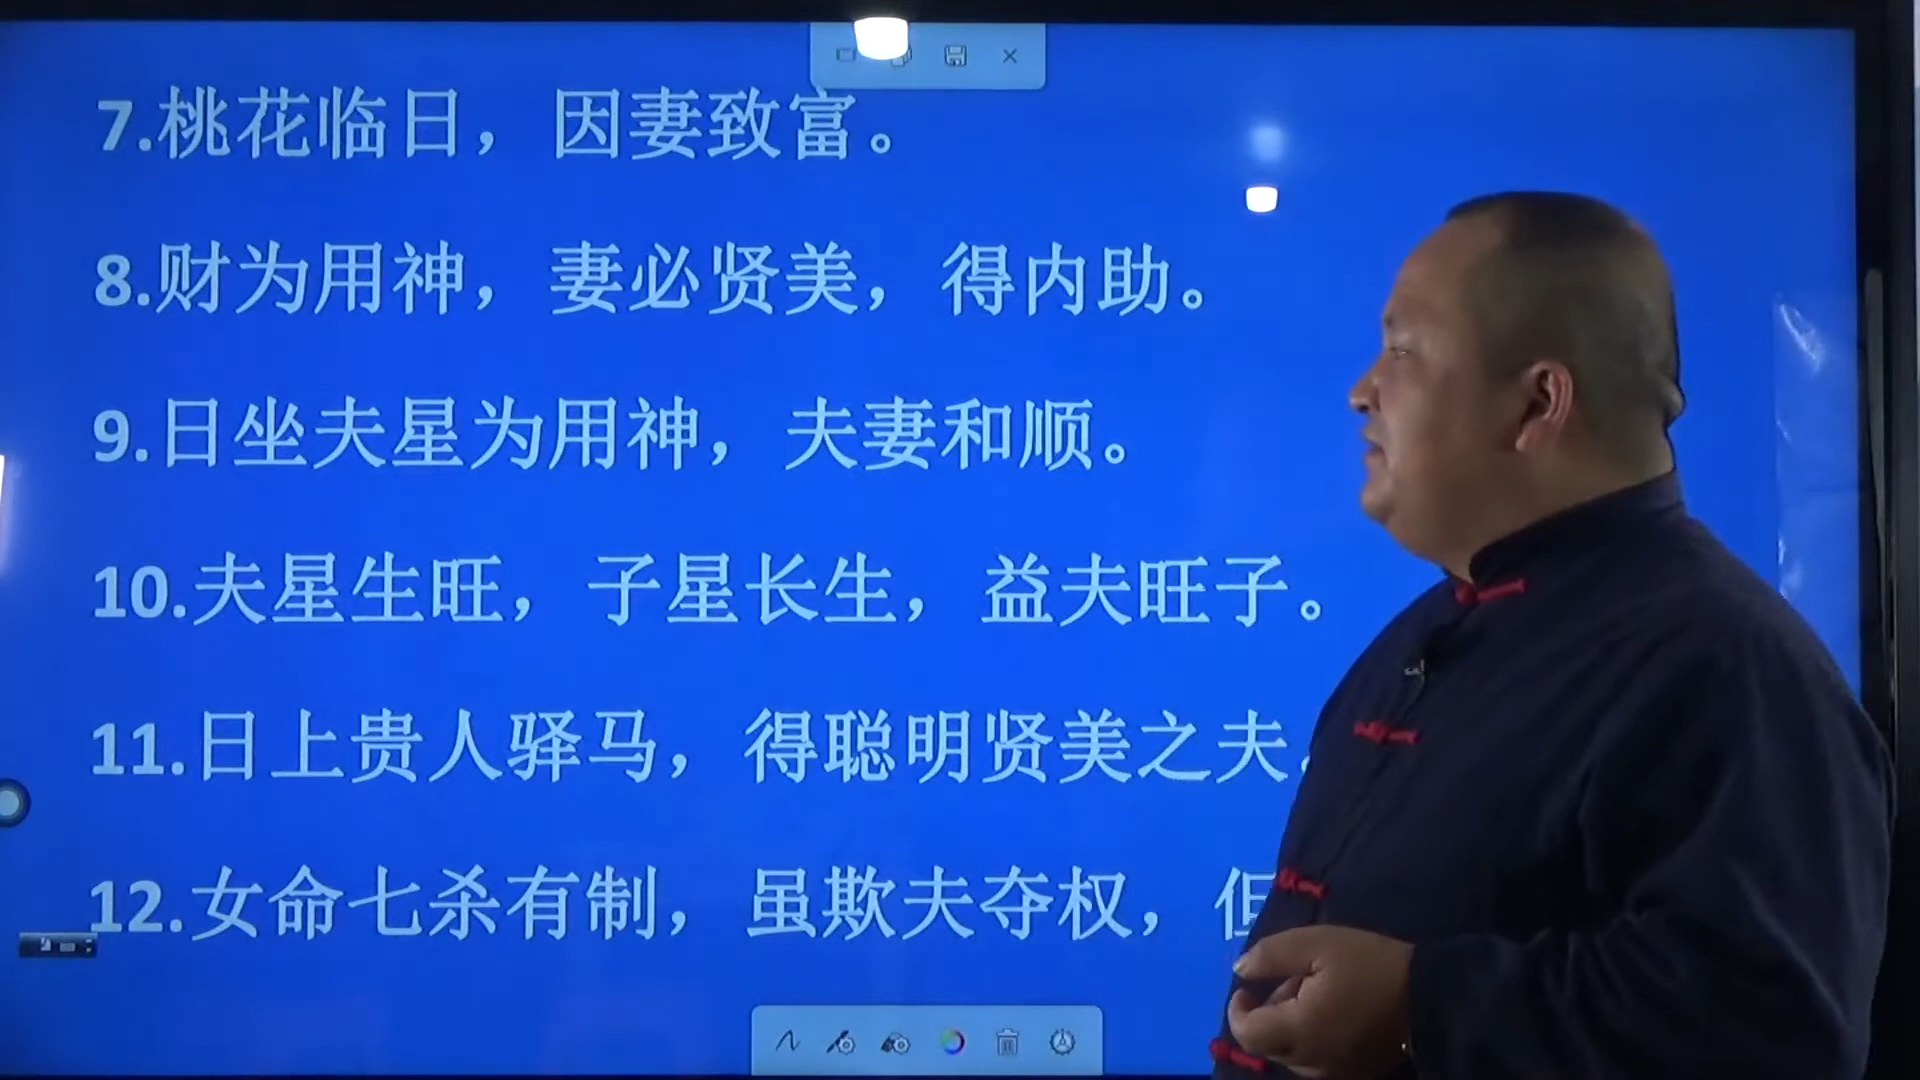 7.桃花临日，因妻致富。
8.财为用神，妻必贤美，得内助。
9.日坐夫星为用神，夫妻和顺。
10.夫星生旺，子星长生，益夫旺子。
11.日上贵人驿马，得聪明贤美之夫
12.女命七杀有制，虽欺夫夺权，但